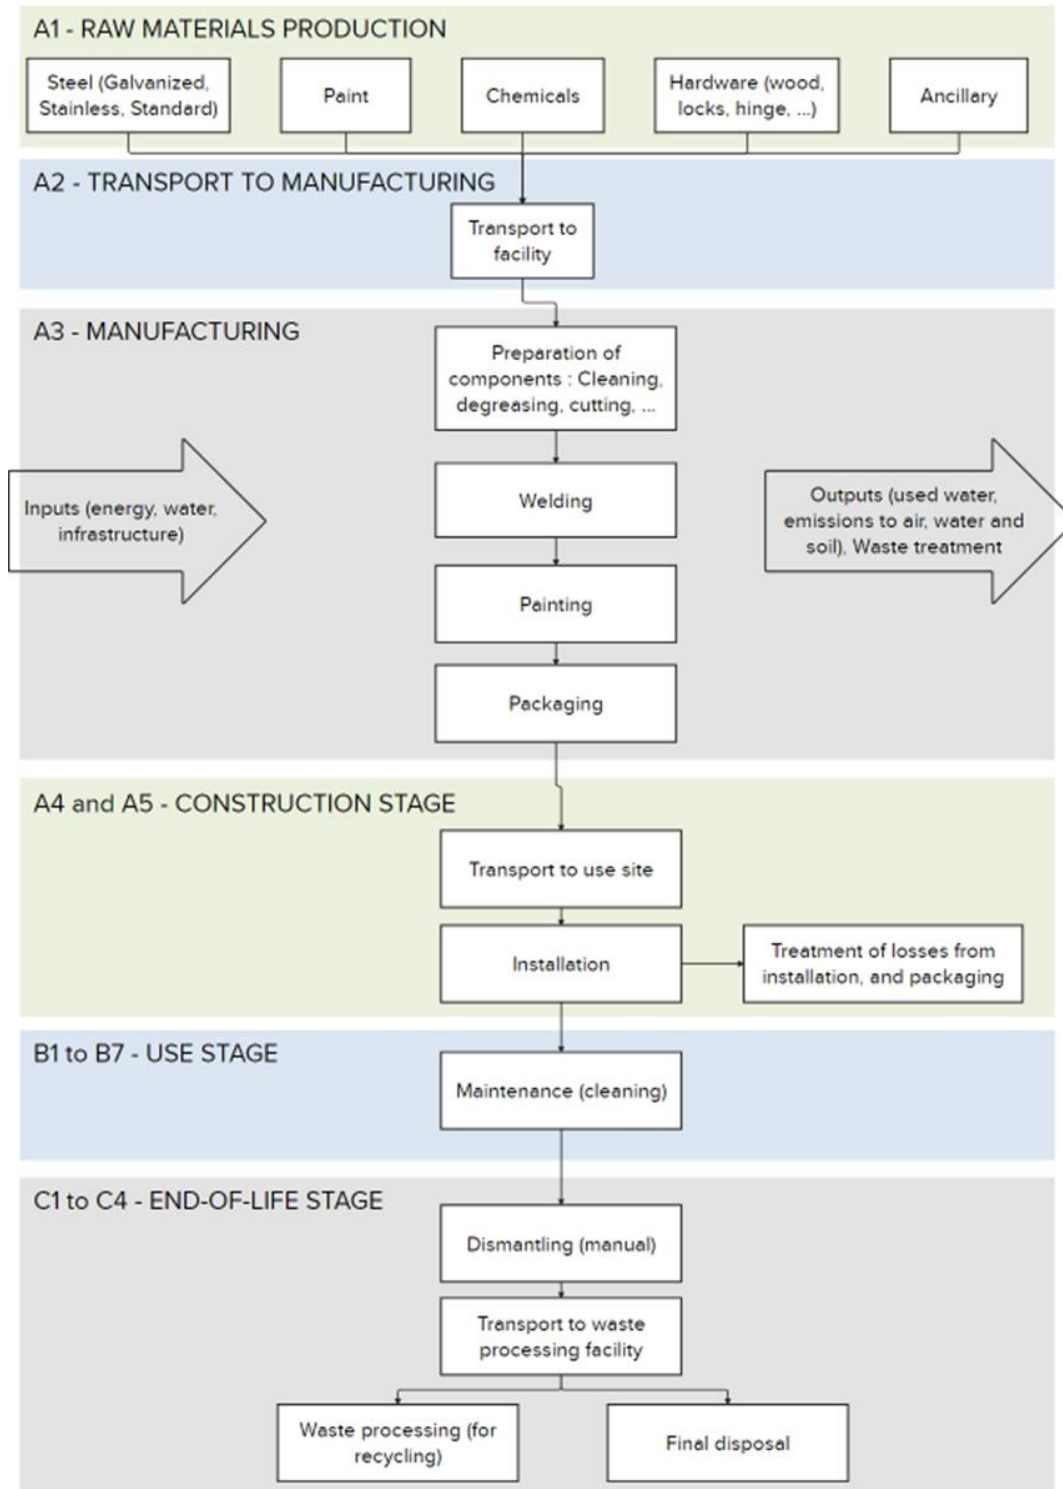 A1 - RAW MATERIALS PRODUCTION
Steel (Galvanized,
Stainless, Standard)
Paint
Chemicals
Hardware (wood,
locks, hinge, ...)
Ancillary
A2 - TRANSPORT TO MANUFACTURING
Transport to
facility
A3 - MANUFACTURING
Preparation of
components : Cleaning,
degreasing, cutting, ...
Inputs (energy, water,
infrastructure)
Welding
Outputs (used water,
emissions to air, water and
soil), Waste treatment
Painting
Packaging
A4 and A5 - CONSTRUCTION STAGE
Transport to use site
Installation
Treatment of losses from
installation, and packaging
B1 to B7 - USE STAGE
Maintenance (cleaning)
C1 to C4 - END-OF-LIFE STAGE
Dismantling (manual)
Transport to waste
processing facility
Waste processing (for
recycling)
Final disposal